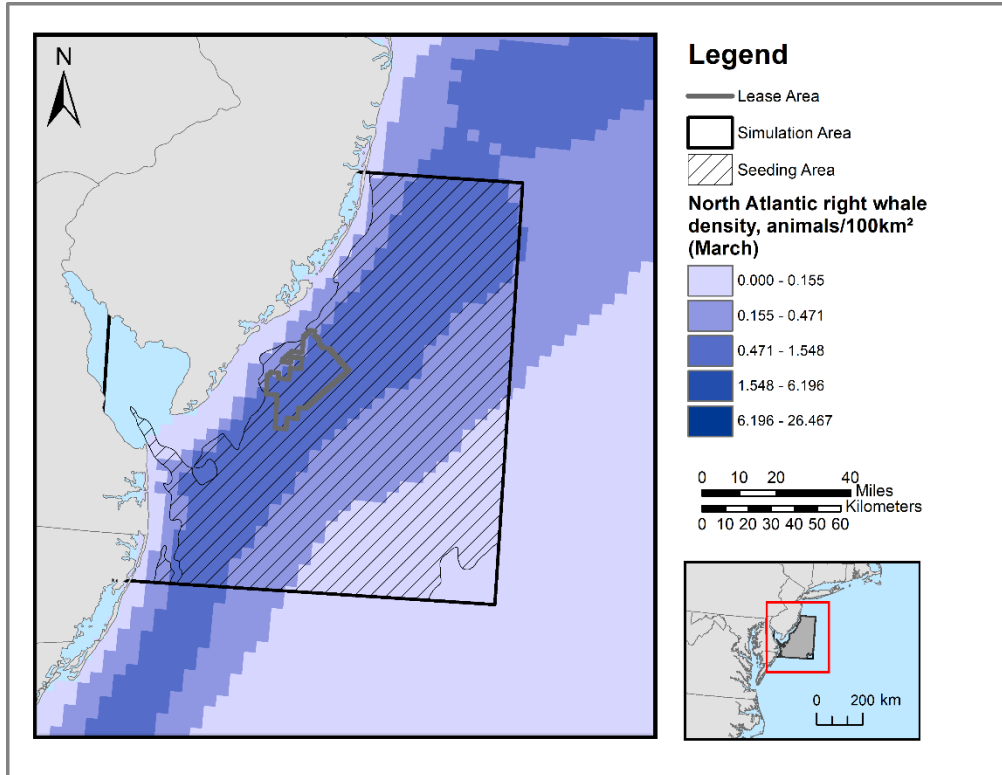 N
Legend
Lease Area
Simulation Area
Seeding Area
North Atlantic right whale
density, animals/100km²
(March)
0.000 - 0.155
0.155 - 0.471
0.471 - 1.548
1.548 - 6.196
6.196 - 26.467
0 10 20 40
Miles
Kilometers
0 10 20 30 40 50 60
0 200 km